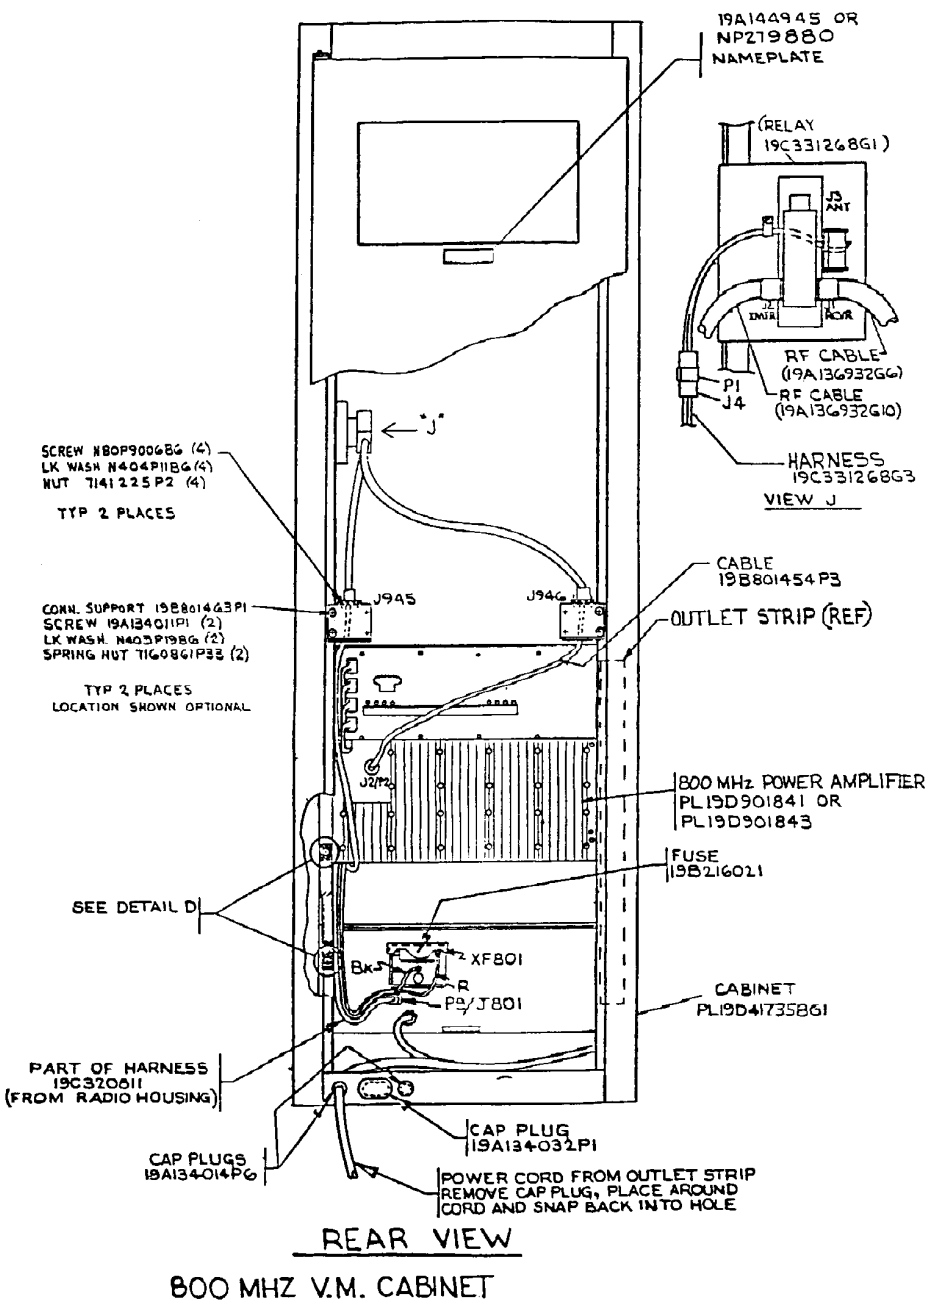 19A144945 OR
NP279880
NAMEPLATE
(RELAY
19C331268G1)
J3
ANT
J2
J1
RCVR
RF CABLE
(19A136932G6)
P1
J4
RF CABLE
(19A136932G10)
HARNESS
19C331268G3
VIEW J
"J"
SCREW N80P9006B6 (4)
LK WASH N404P11B6 (4)
NUT 7141225P2 (4)
TYP 2 PLACES
J945
J946
CABLE
19B801454P3
CONN. SUPPORT 19B801463P1
SCREW 19A134011P1 (2)
LK WASH. N403P19B6 (2)
SPRING NUT 7160861P33 (2)
OUTLET STRIP (REF)
TYP 2 PLACES
LOCATION SHOWN OPTIONAL
J2/P2
800 MHz POWER AMPLIFIER
PL19D901841 OR
PL19D901843
FUSE
19B216021
SEE DETAIL D
XF801
BK
R
P9/J801
CABINET
PL19D417358G1
PART OF HARNESS
19C320811
(FROM RADIO HOUSING)
CAP PLUG
19A134032P1
CAP PLUGS
19A134014P6
POWER CORD FROM OUTLET STRIP
REMOVE CAP PLUG, PLACE AROUND
CORD AND SNAP BACK INTO HOLE
REAR VIEW
800 MHZ V.M. CABINET